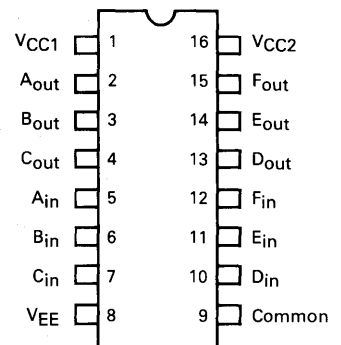 VCC1 1 16 VCC2
Aout 2 15 Fout
Bout 3 14 Eout
Cout 4 13 Dout
Ain 5 12 Fin
Bin 6 11 Ein
Cin 7 10 Din
VEE 8 9 Common